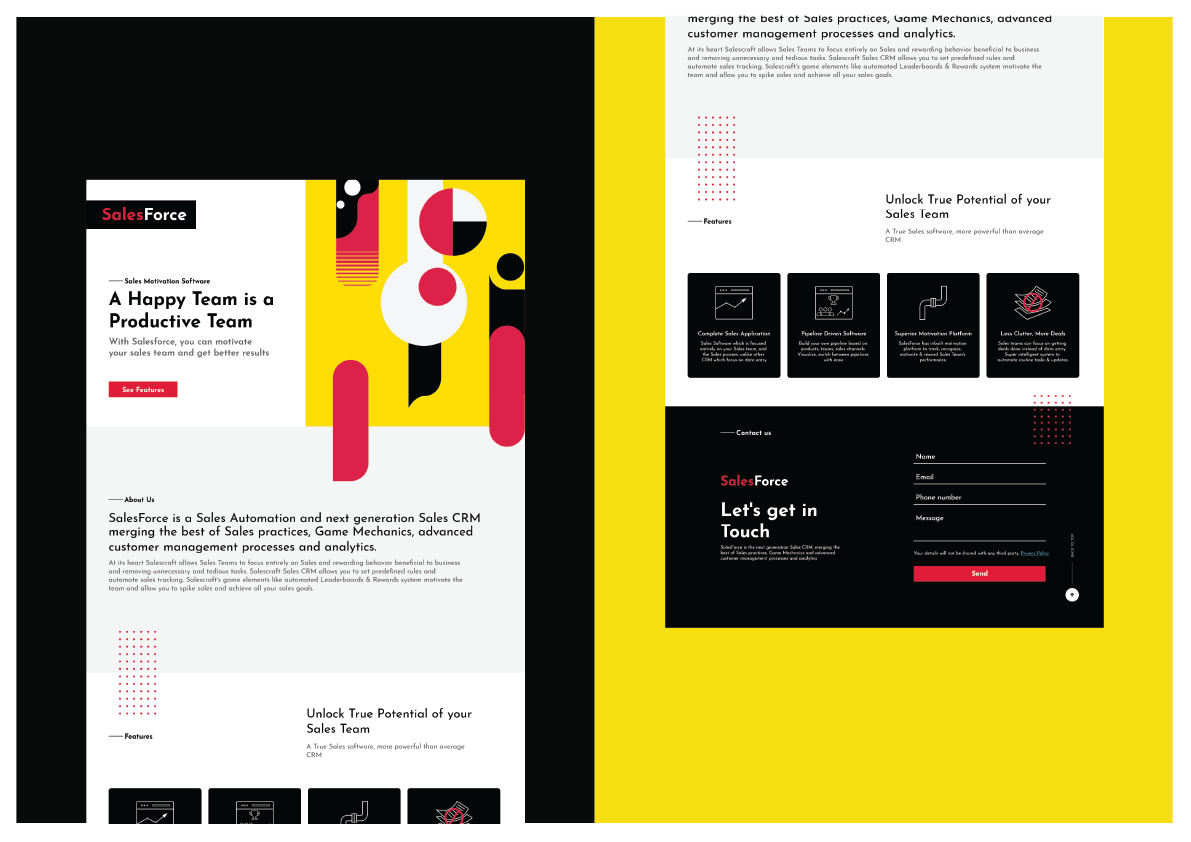 SalesForce
Sales Motivation Software
A Happy Team is a
Productive Team
With Salesforce, you can motivate
your sales team and get better results
See Features
About Us
SalesForce is a Sales Automation and next generation Sales CRM
merging the best of Sales practices, Game Mechanics, advanced
customer management processes and analytics.
At its heart Salescraft allows Sales Teams to focus entirely on Sales and rewarding behavior beneficial to business
and removing unnecessary and tedious tasks. Salescraft Sales CRM allows you to set predefined rules and
automate sales tracking. Salescraft's game elements like automated Leaderboards & Rewards system motivate the
team and allow you to spike sales and achieve all your sales goals.
Features
Unlock True Potential of your
Sales Team
A True Sales software, more powerful than average
CRM
merging the best of Sales practices, Game Mechanics, advanced
customer management processes and analytics.
At its heart Salescraft allows Sales Teams to focus entirely on Sales and rewarding behavior beneficial to business
and removing unnecessary and tedious tasks. Salescraft Sales CRM allows you to set predefined rules and
automate sales tracking. Salescraft's game elements like automated Leaderboards & Rewards system motivate the
team and allow you to spike sales and achieve all your sales goals.
Features
Unlock True Potential of your
Sales Team
A True Sales software, more powerful than average
CRM
Complete Sales Application
Sales Software which is focused
entirely on your Sales team, and
the Sales process, unlike other
CRM which focus on data entry
Pipeline Driven Software
Build your own pipeline based on
products, teams, sales channels.
Visualize, switch between pipelines
with ease.
Superior Motivation Platform
SalesForce has inbuilt motivation
platform to track, recognize,
motivate & reward Sales Team's
performance.
Less Clutter, More Deals
Sales teams can focus on getting
deals done instead of data entry.
Super intelligent system to
automate routine tasks & updates.
Contact us
SalesForce
Let's get in
Touch
SalesForce is the next generation Sales CRM; merging the
best of Sales practices, Game Mechanics and advanced
customer management processes and analytics
Name
Email
Phone number
Message
Your details will not be shared with any third party. Privacy Policy
Send
BACK TO TOP